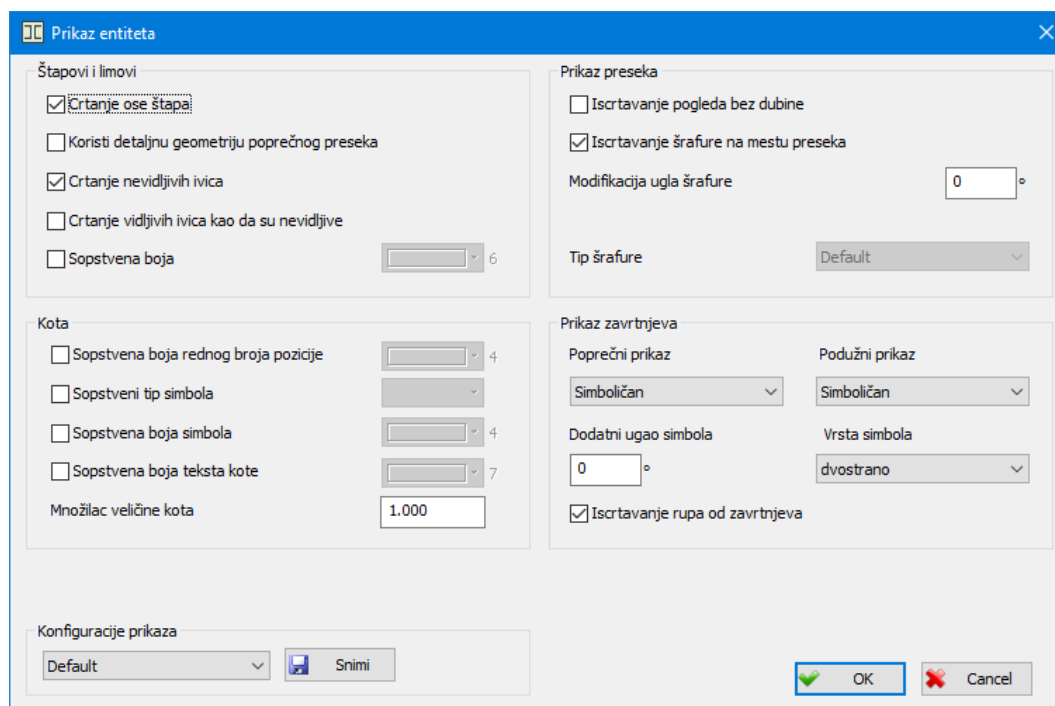 Prikaz entiteta
Štapovi i limovi
Crtanje ose štapa
Koristi detaljnu geometriju poprečnog preseka
Crtanje nevidljivih ivica
Crtanje vidljivih ivica kao da su nevidljive
Sopstvena boja 6
Prikaz preseka
Iscrtavanje pogleda bez dubine
Iscrtavanje šrafure na mestu preseka
Modifikacija ugla šrafure 0 °
Tip šrafure Default
Kota
Sopstvena boja rednog broja pozicije 4
Sopstveni tip simbola
Sopstvena boja simbola 4
Sopstvena boja teksta kote 7
Množilac veličine kota 1.000
Prikaz zavrtnjeva
Poprečni prikaz Podužni prikaz
Simboličan Simboličan
Dodatni ugao simbola Vrsta simbola
0 ° dvostrano
Iscrtavanje rupa od zavrtnjeva
Konfiguracije prikaza
Default Snimi
OK Cancel